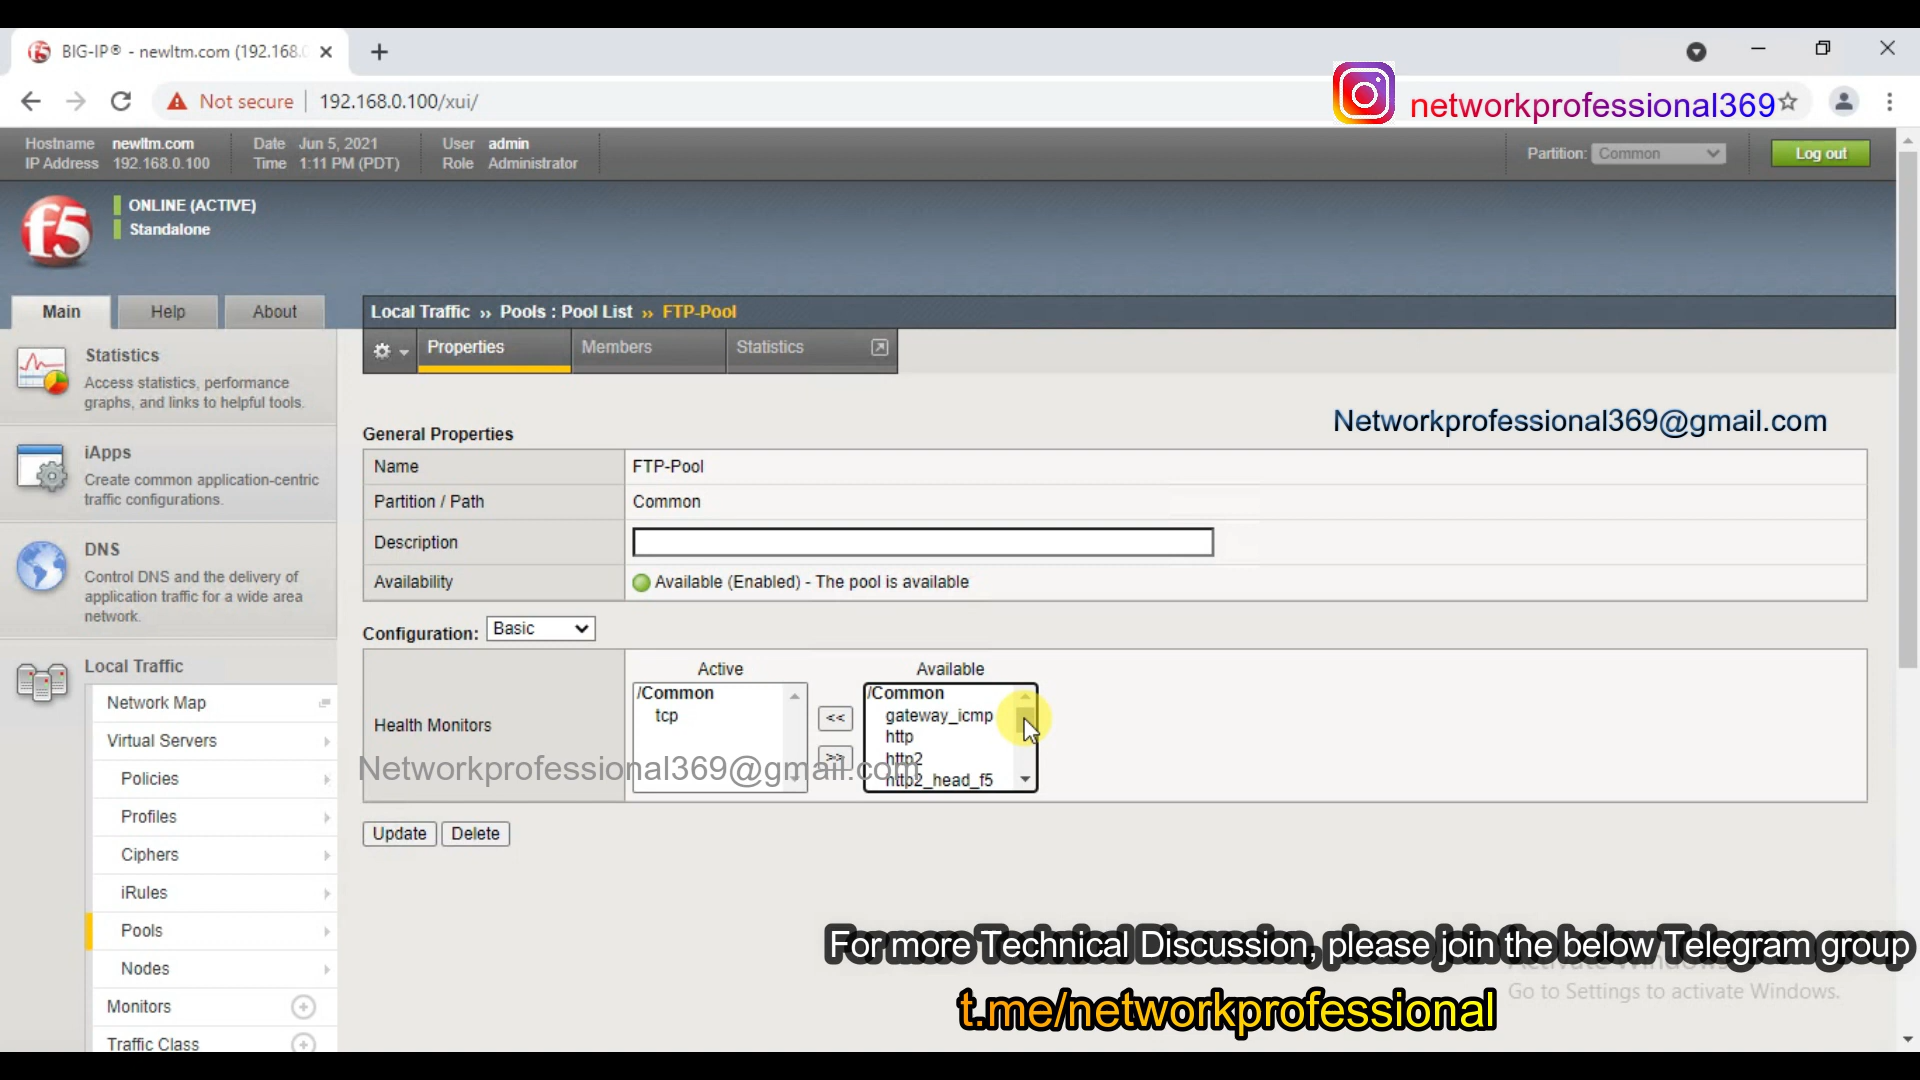 BIG-IP® - newltm.com (192.168.0
Not secure
192.168.0.100/xui/
networkprofessional369
Hostname newltm.com
IP Address 192.168.0.100
Date Jun 5, 2021
Time 1:11 PM (PDT)
User admin
Role Administrator
Partition: Common
Log out
f5
ONLINE (ACTIVE)
Standalone
Main
Help
About
Local Traffic ›› Pools : Pool List ›› FTP-Pool
Properties
Members
Statistics
Statistics
Access statistics, performance
graphs, and links to helpful tools.
iApps
Create common application-centric
traffic configurations.
DNS
Control DNS and the delivery of
application traffic for a wide area
network.
Local Traffic
Network Map
Virtual Servers
Policies
Profiles
Ciphers
iRules
Pools
Nodes
Monitors
Traffic Class
Networkprofessional369@gmail.com
General Properties
Name FTP-Pool
Partition / Path Common
Description
Availability Available (Enabled) - The pool is available
Configuration: Basic
Health Monitors
Active
/Common
tcp
<<
>>
Available
/Common
gateway_icmp
http
http2
http2_head_f5
Networkprofessional369@gmail.com
Update
Delete
For more Technical Discussion, please join the below Telegram group
t.me/networkprofessional
Activate Windows
Go to Settings to activate Windows.